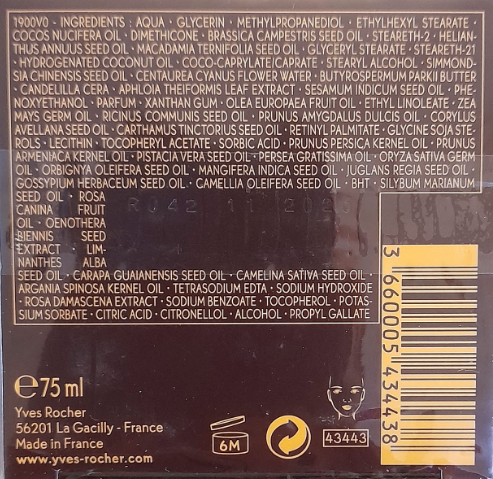 1900V0 - INGREDIENTS : AQUA · GLYCERIN · METHYLPROPANEDIOL · ETHYLHEXYL STEARATE ·
COCOS NUCIFERA OIL · DIMETHICONE · BRASSICA CAMPESTRIS SEED OIL · STEARETH-2 · HELIAN-
THUS ANNUUS SEED OIL · MACADAMIA TERNIFOLIA SEED OIL · GLYCERYL STEARATE · STEARETH-21
· HYDROGENATED COCONUT OIL · COCO-CAPRYLATE/CAPRATE · STEARYL ALCOHOL · SIMMOND-
SIA CHINENSIS SEED OIL · CENTAUREA CYANUS FLOWER WATER · BUTYROSPERMUM PARKII BUTTER
· CANDELILLA CERA · APHLOIA THEIFORMIS LEAF EXTRACT · SESAMUM INDICUM SEED OIL · PHE-
NOXYETHANOL · PARFUM · XANTHAN GUM · OLEA EUROPAEA FRUIT OIL · ETHYL LINOLEATE · ZEA
MAYS GERM OIL · RICINUS COMMUNIS SEED OIL · PRUNUS AMYGDALUS DULCIS OIL · CORYLUS
AVELLANA SEED OIL · CARTHAMUS TINCTORIUS SEED OIL · RETINYL PALMITATE · GLYCINE SOJA STE-
ROLS · LECITHIN · TOCOPHERYL ACETATE · SORBIC ACID · PRUNUS PERSICA KERNEL OIL · PRUNUS
ARMENIACA KERNEL OIL · PISTACIA VERA SEED OIL · PERSEA GRATISSIMA OIL · ORYZA SATIVA GERM
OIL · ORBIGNYA OLEIFERA SEED OIL · MANGIFERA INDICA SEED OIL · JUGLANS REGIA SEED OIL ·
GOSSYPIUM HERBACEUM SEED OIL · CAMELLIA OLEIFERA SEED OIL · BHT · SILYBUM MARIANUM
SEED OIL · ROSA
CANINA FRUIT
OIL · OENOTHERA
BIENNIS SEED
EXTRACT · LIM-
NANTHES ALBA
SEED OIL · CARAPA GUAIANENSIS SEED OIL · CAMELINA SATIVA SEED OIL ·
ARGANIA SPINOSA KERNEL OIL · TETRASODIUM EDTA · SODIUM HYDROXIDE
· ROSA DAMASCENA EXTRACT · SODIUM BENZOATE · TOCOPHEROL · POTAS-
SIUM SORBATE · CITRIC ACID · CITRONELLOL · ALCOHOL · PROPYL GALLATE
R042 11
3 660005 434438
e 75 ml
Yves Rocher
56201 La Gacilly - France
Made in France
www.yves-rocher.com
6M
43443